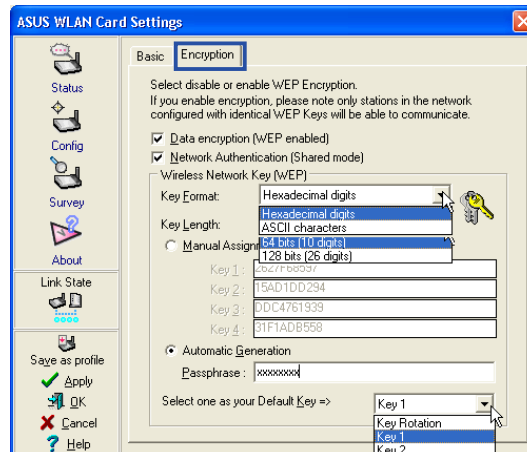 ASUS WLAN Card Settings
Status
Config
Survey
About
Link State
Save as profile
Apply
OK
Cancel
Help
Basic
Encryption
Select disable or enable WEP Encryption.
If you enable encryption, please note only stations in the network
configured with identical WEP Keys will be able to communicate.
Data encryption (WEP enabled)
Network Authentication (Shared mode)
Wireless Network Key (WEP)
Key Format: Hexadecimal digits
Hexadecimal digits
ASCII characters
Key Length:
64 bits (10 digits)
128 bits (26 digits)
Manual Assignm
Key 1 : 2627F68597
Key 2 : 15AD1DD294
Key 3 : DDC4761939
Key 4 : 31F1ADB558
Automatic Generation
Passphrase : xxxxxxxx
Select one as your Default Key => Key 1
Key Rotation
Key 1
Key 2